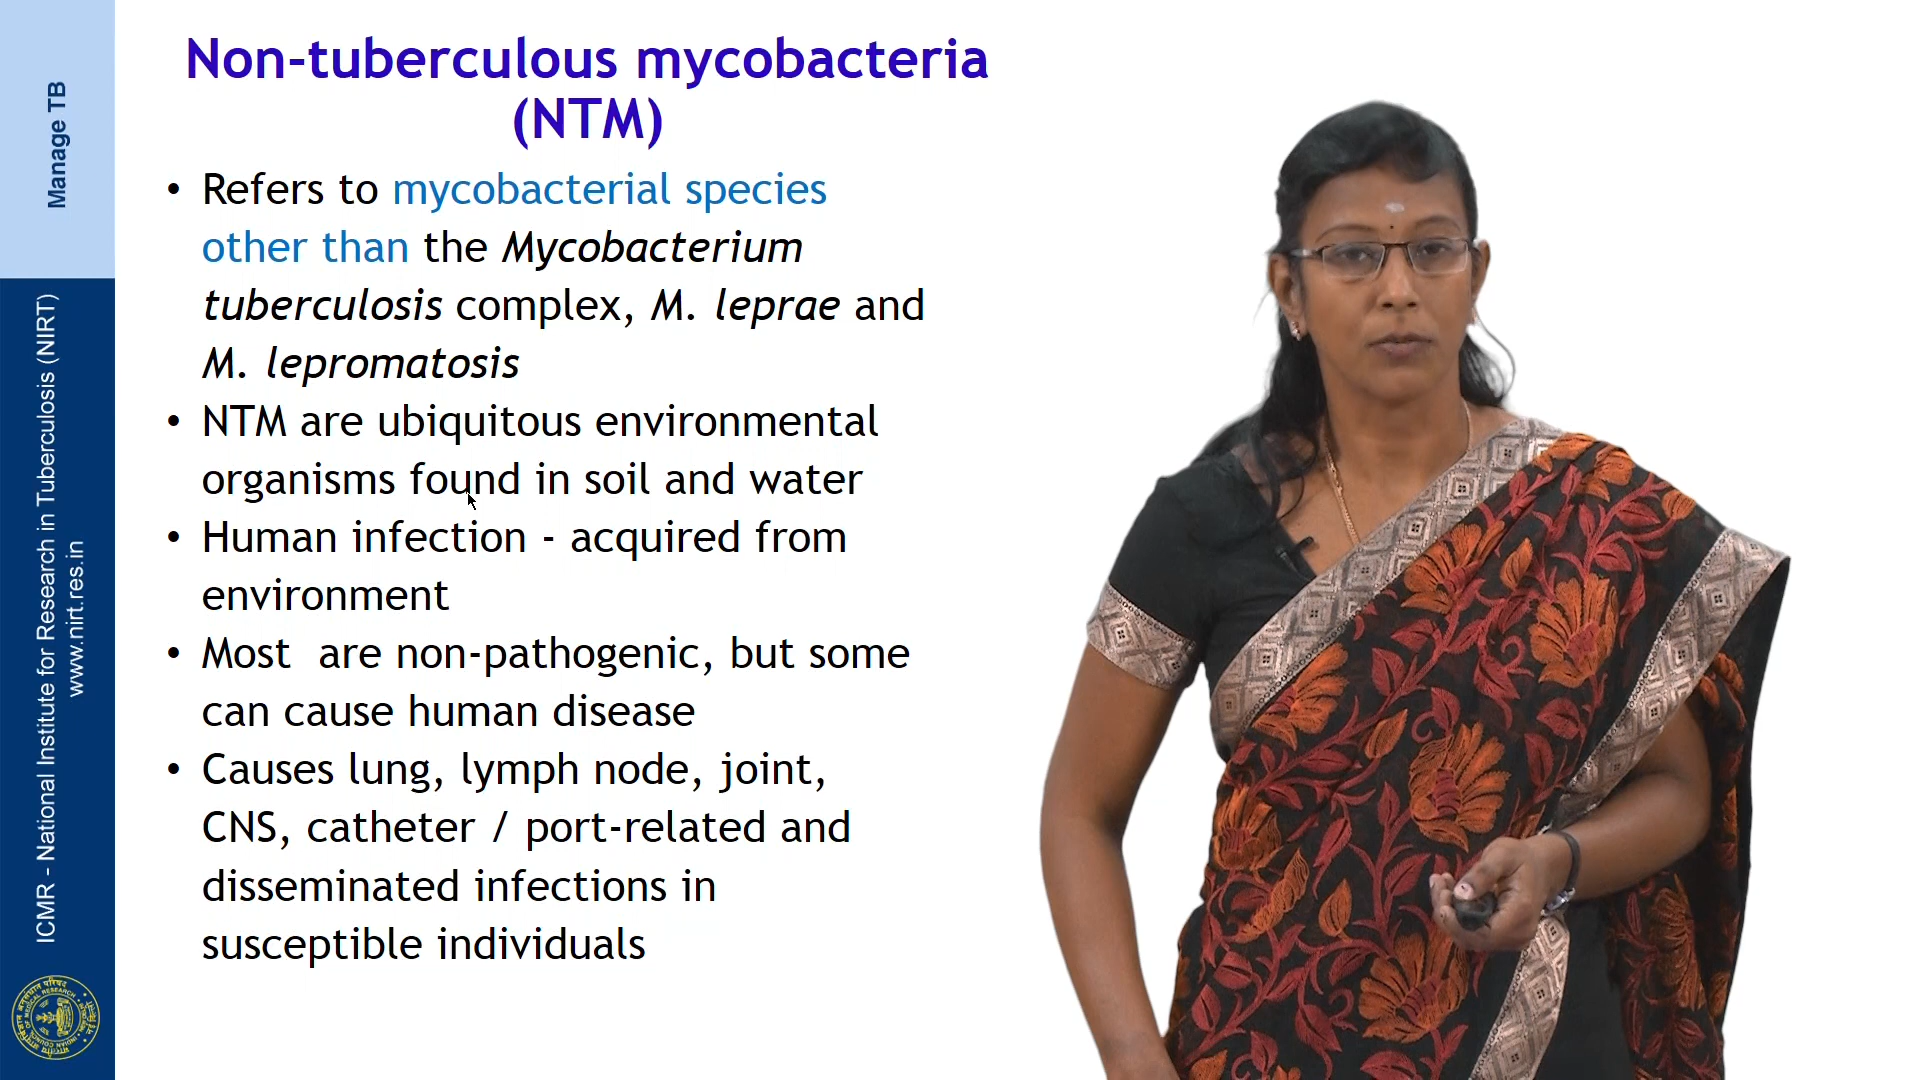 Manage TB
ICMR - National Institute for Research in Tuberculosis (NIRT)
www.nirt.res.in
Non-tuberculous mycobacteria
(NTM)
• Refers to mycobacterial species
other than the Mycobacterium
tuberculosis complex, M. leprae and
M. lepromatosis
• NTM are ubiquitous environmental
organisms found in soil and water
• Human infection - acquired from
environment
• Most  are non-pathogenic, but some
can cause human disease
• Causes lung, lymph node, joint,
CNS, catheter / port-related and
disseminated infections in
susceptible individuals